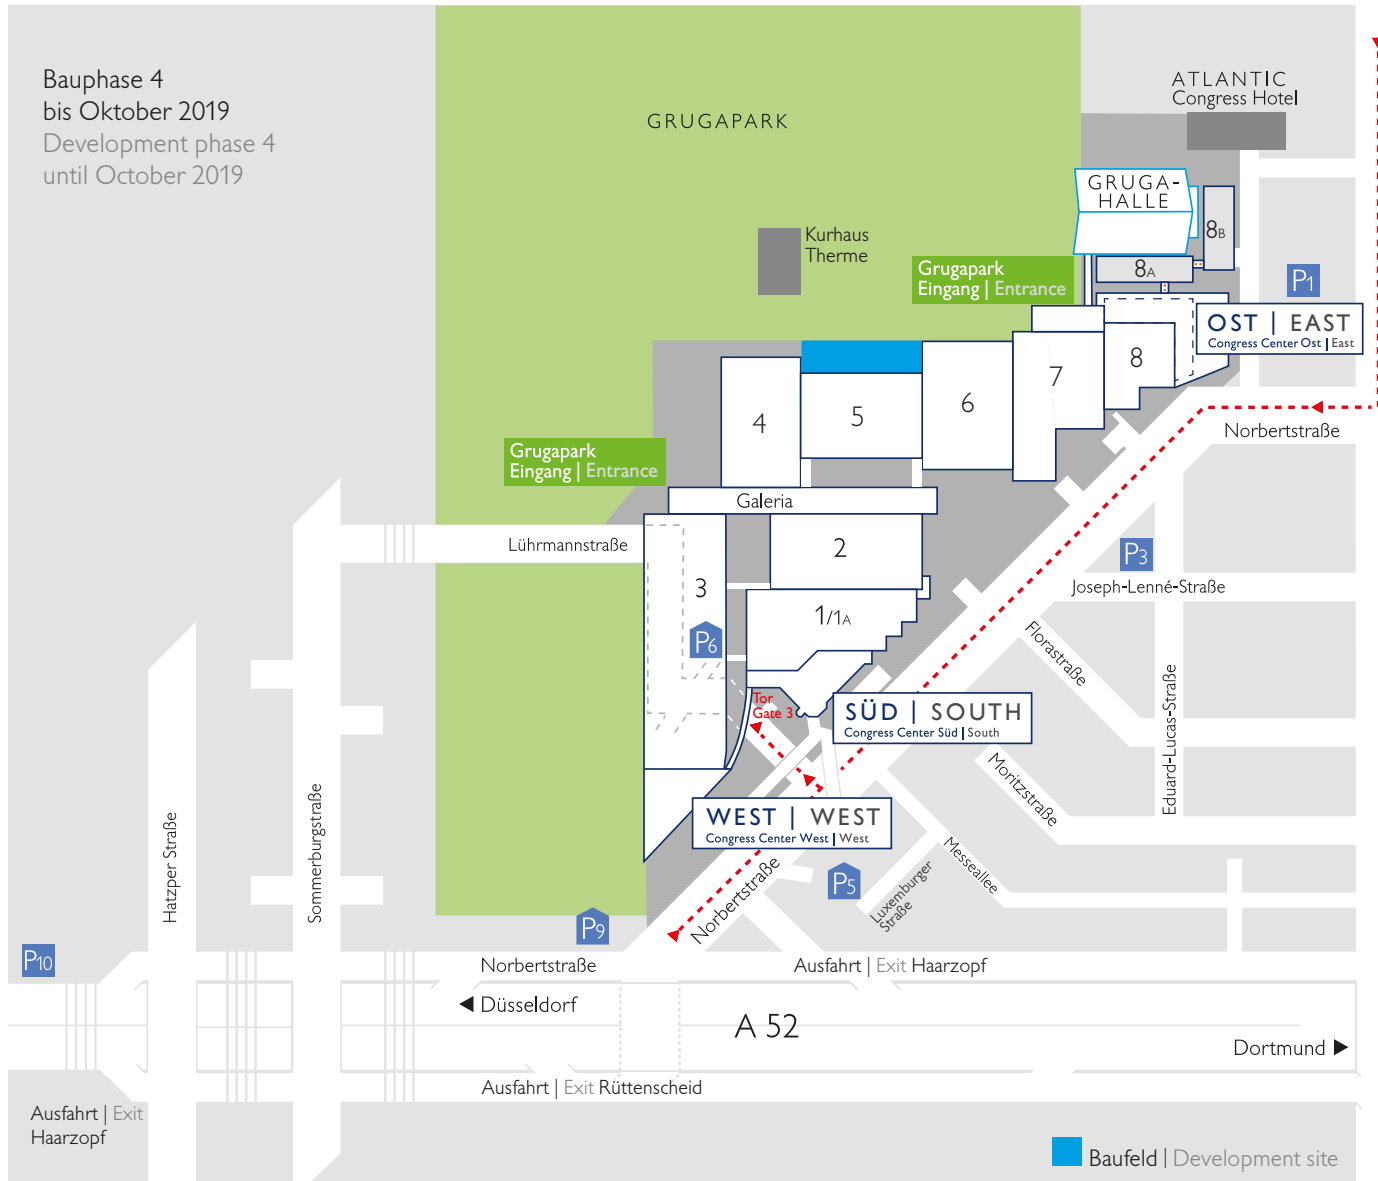 Bauphase 4
bis Oktober 2019
Development phase 4
until October 2019
GRUGAPARK
ATLANTIC
Congress Hotel
GRUGA-
HALLE
8B
8A
Kurhaus
Therme
Grugapark
Eingang | Entrance
P1
OST | EAST
Congress Center Ost | East
8
7
6
5
4
Norbertstraße
Grugapark
Eingang | Entrance
Galeria
Lührmannstraße
2
3
1/1A
P6
P3
Joseph-Lenné-Straße
Florastraße
Eduard-Lucas-Straße
Tor
Gate 3
SÜD | SOUTH
Congress Center Süd | South
Moritzstraße
WEST | WEST
Congress Center West | West
Messeallee
Luxemburger
Straße
P5
Norbertstraße
Hatzper Straße
Sommerburgstraße
P9
P10
Norbertstraße
Ausfahrt | Exit Haarzopf
Düsseldorf
A 52
Dortmund
Ausfahrt | Exit Rüttenscheid
Ausfahrt | Exit
Haarzopf
Baufeld | Development site